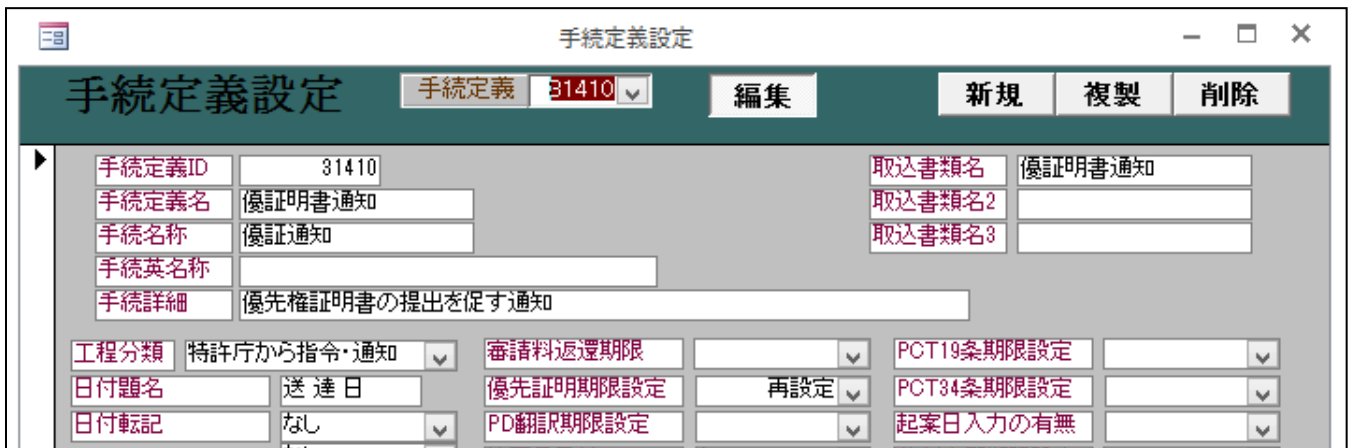 手続定義設定
手続定義設定 手続定義 31410 編集 新規 複製 削除
手続定義ID 31410 取込書類名 優証明書通知
手続定義名 優証明書通知 取込書類名2
手続名称 優証通知 取込書類名3
手続英名称
手続詳細 優先権証明書の提出を促す通知
工程分類 特許庁から指令・通知 審請料返還期限 PCT19条期限設定
日付題名 送達日 優先証明期限設定 再設定 PCT34条期限設定
日付転記 なし PD翻訳期限設定 起案日入力の有無